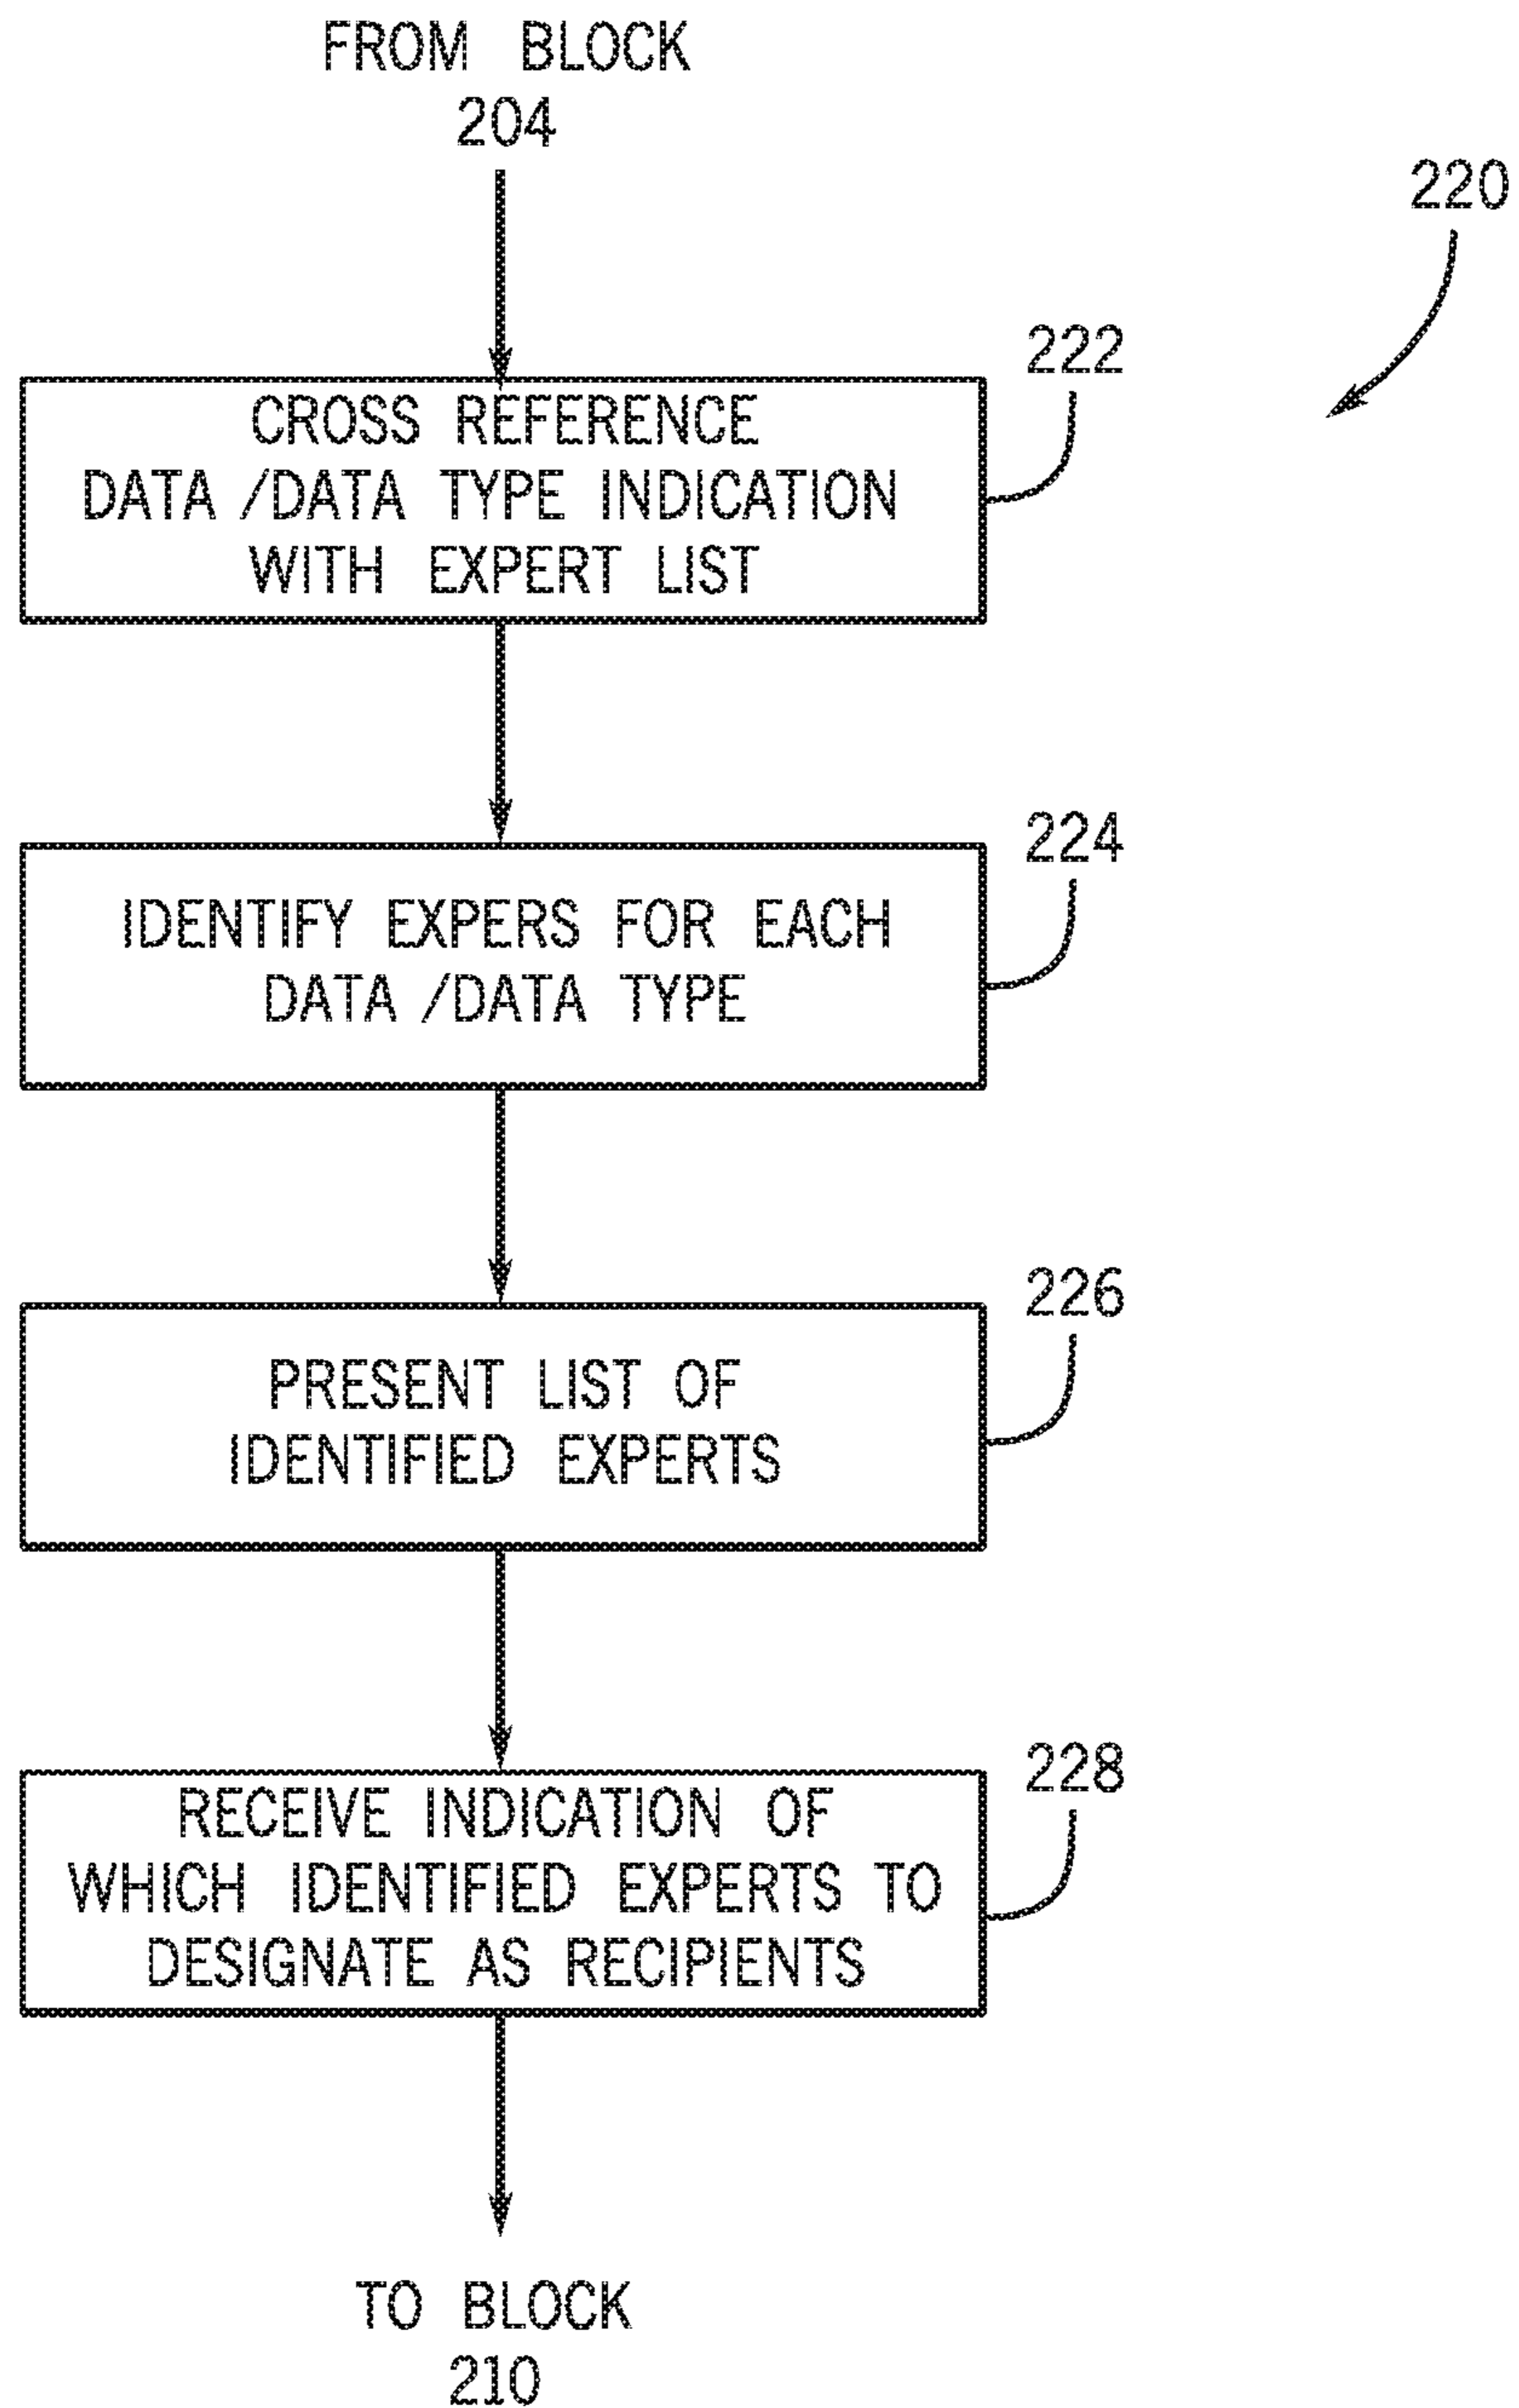 FROM BLOCK
204
220
222
CROSS REFERENCE
DATA /DATA TYPE INDICATION
WITH EXPERT LIST
224
IDENTIFY EXPERS FOR EACH
DATA /DATA TYPE
226
PRESENT LIST OF
IDENTIFIED EXPERTS
228
RECEIVE INDICATION OF
WHICH IDENTIFIED EXPERTS TO
DESIGNATE AS RECIPIENTS
TO BLOCK
210